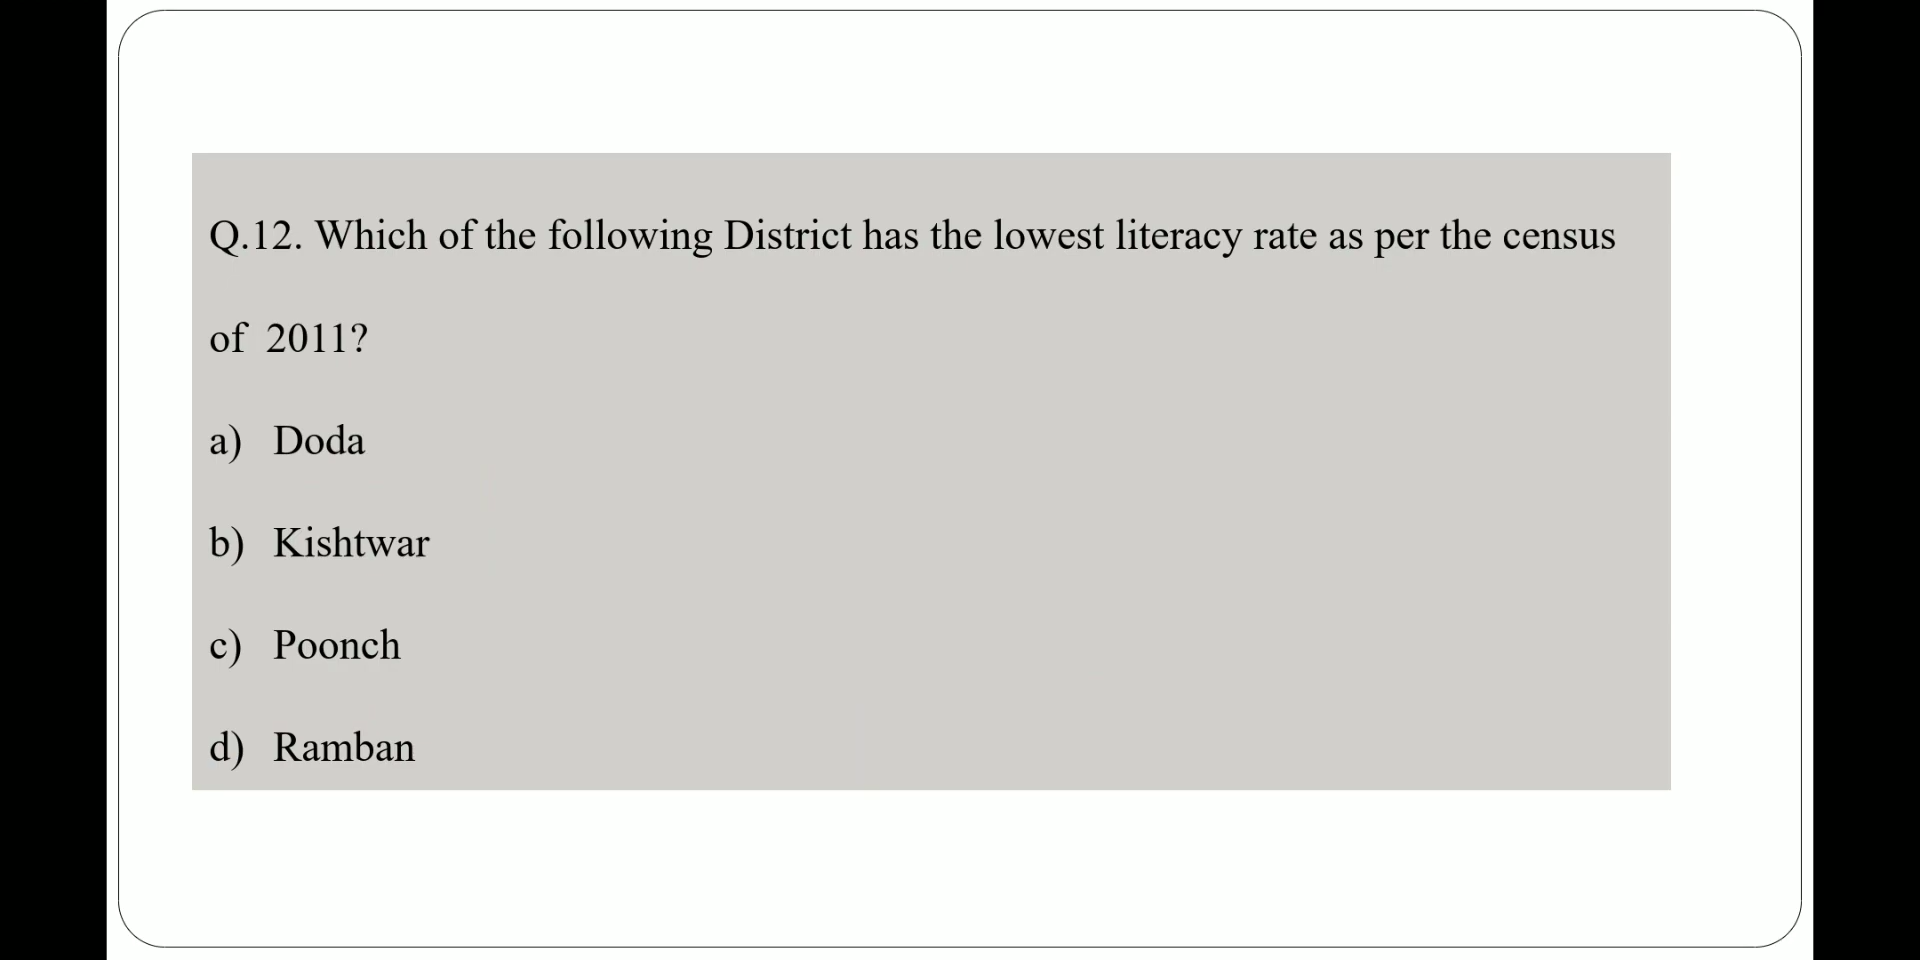 Q.12. Which of the following District has the lowest literacy rate as per the census
of 2011?
a) Doda
b) Kishtwar
c) Poonch
d) Ramban